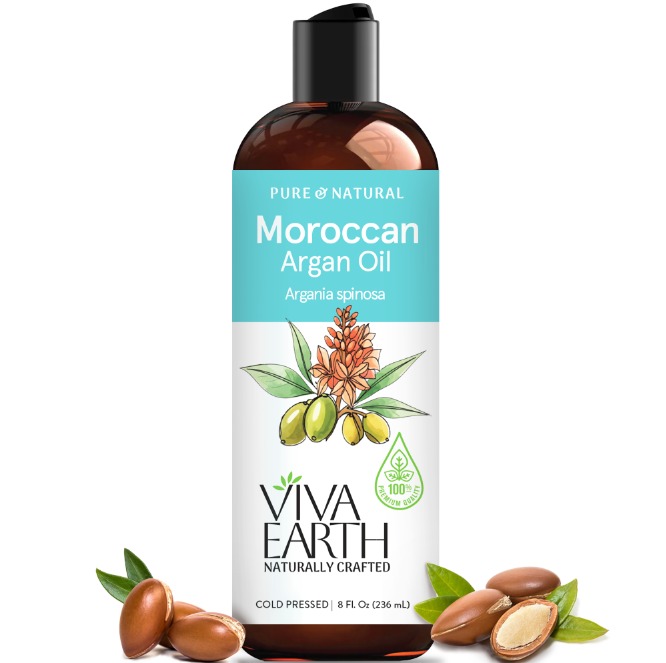 PURE & NATURAL
Moroccan
Argan Oil
Argania spinosa
100%
PREMIUM QUALITY
VIVA
EARTH
NATURALLY CRAFTED
COLD PRESSED | 8 Fl. Oz (236 mL)